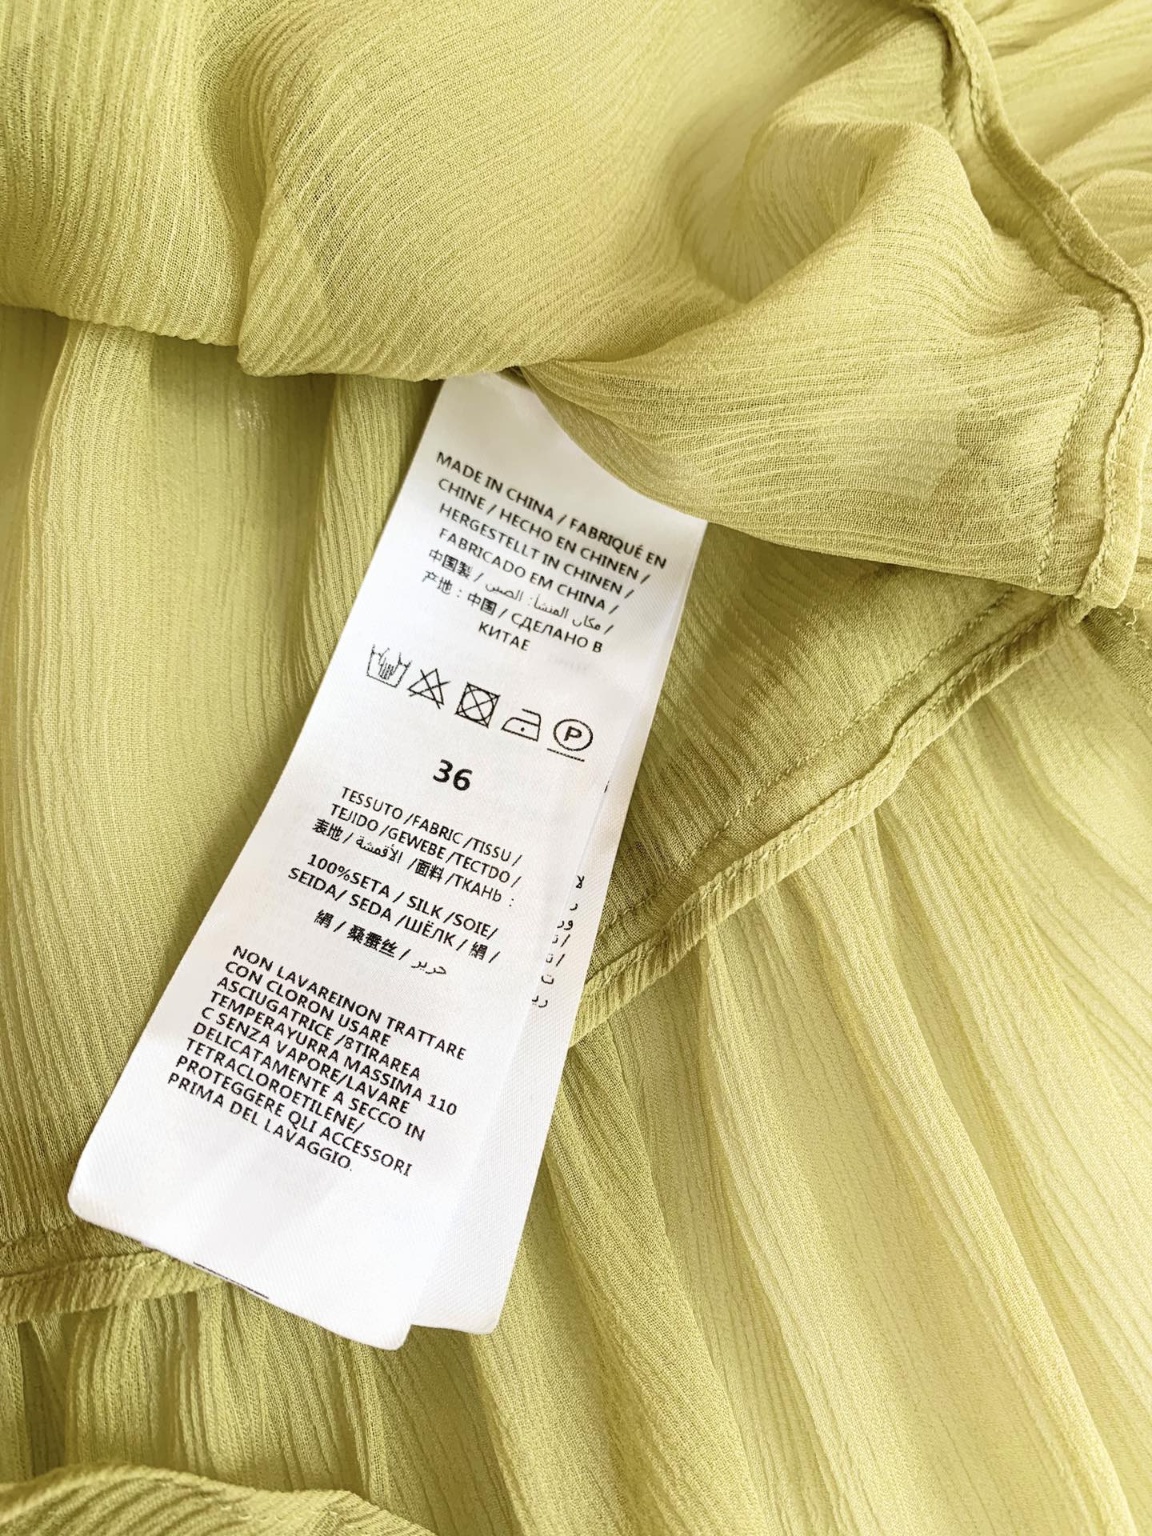 MADE IN CHINA / FABRIQUÉ EN
CHINE / HECHO EN CHINEN /
HERGESTELLT IN CHINEN /
FABRICADO EM CHINA /
中国製 / مكان المنشأ: الصين /
产地：中国 / СДЕЛАНО В
КИТАЕ
P
36
TESSUTO /FABRIC /TISSU /
TEJIDO /GEWEBE /TECTDO /
表地 / الأقمشة /面料 /ТКАНЬ :
100%SETA / SILK /SOIE/
SEIDA/ SEDA /ШЁЛК / 絹 /
絹 / 桑蚕丝 / حرير
NON LAVAREINON TRATTARE
CON CLORON USARE
ASCIUGATRICE /8TIRAREA
TEMPERAYURRA MASSIMA 110
C SENZA VAPORE/LAVARE
DELICATAMENTE A SECCO IN
TETRACLOROETILENE/
PROTEGGERE QLI ACCESSORI
PRIMA DEL LAVAGGIO.